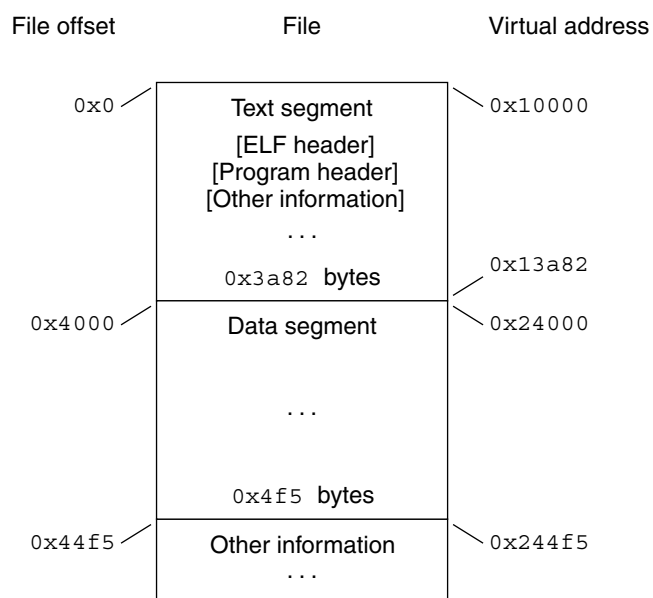 File offset File Virtual address
0x0 Text segment 0x10000
[ELF header]
[Program header]
[Other information]
...
0x3a82 bytes 0x13a82
0x4000 Data segment 0x24000
...
0x4f5 bytes
0x44f5 Other information 0x244f5
...